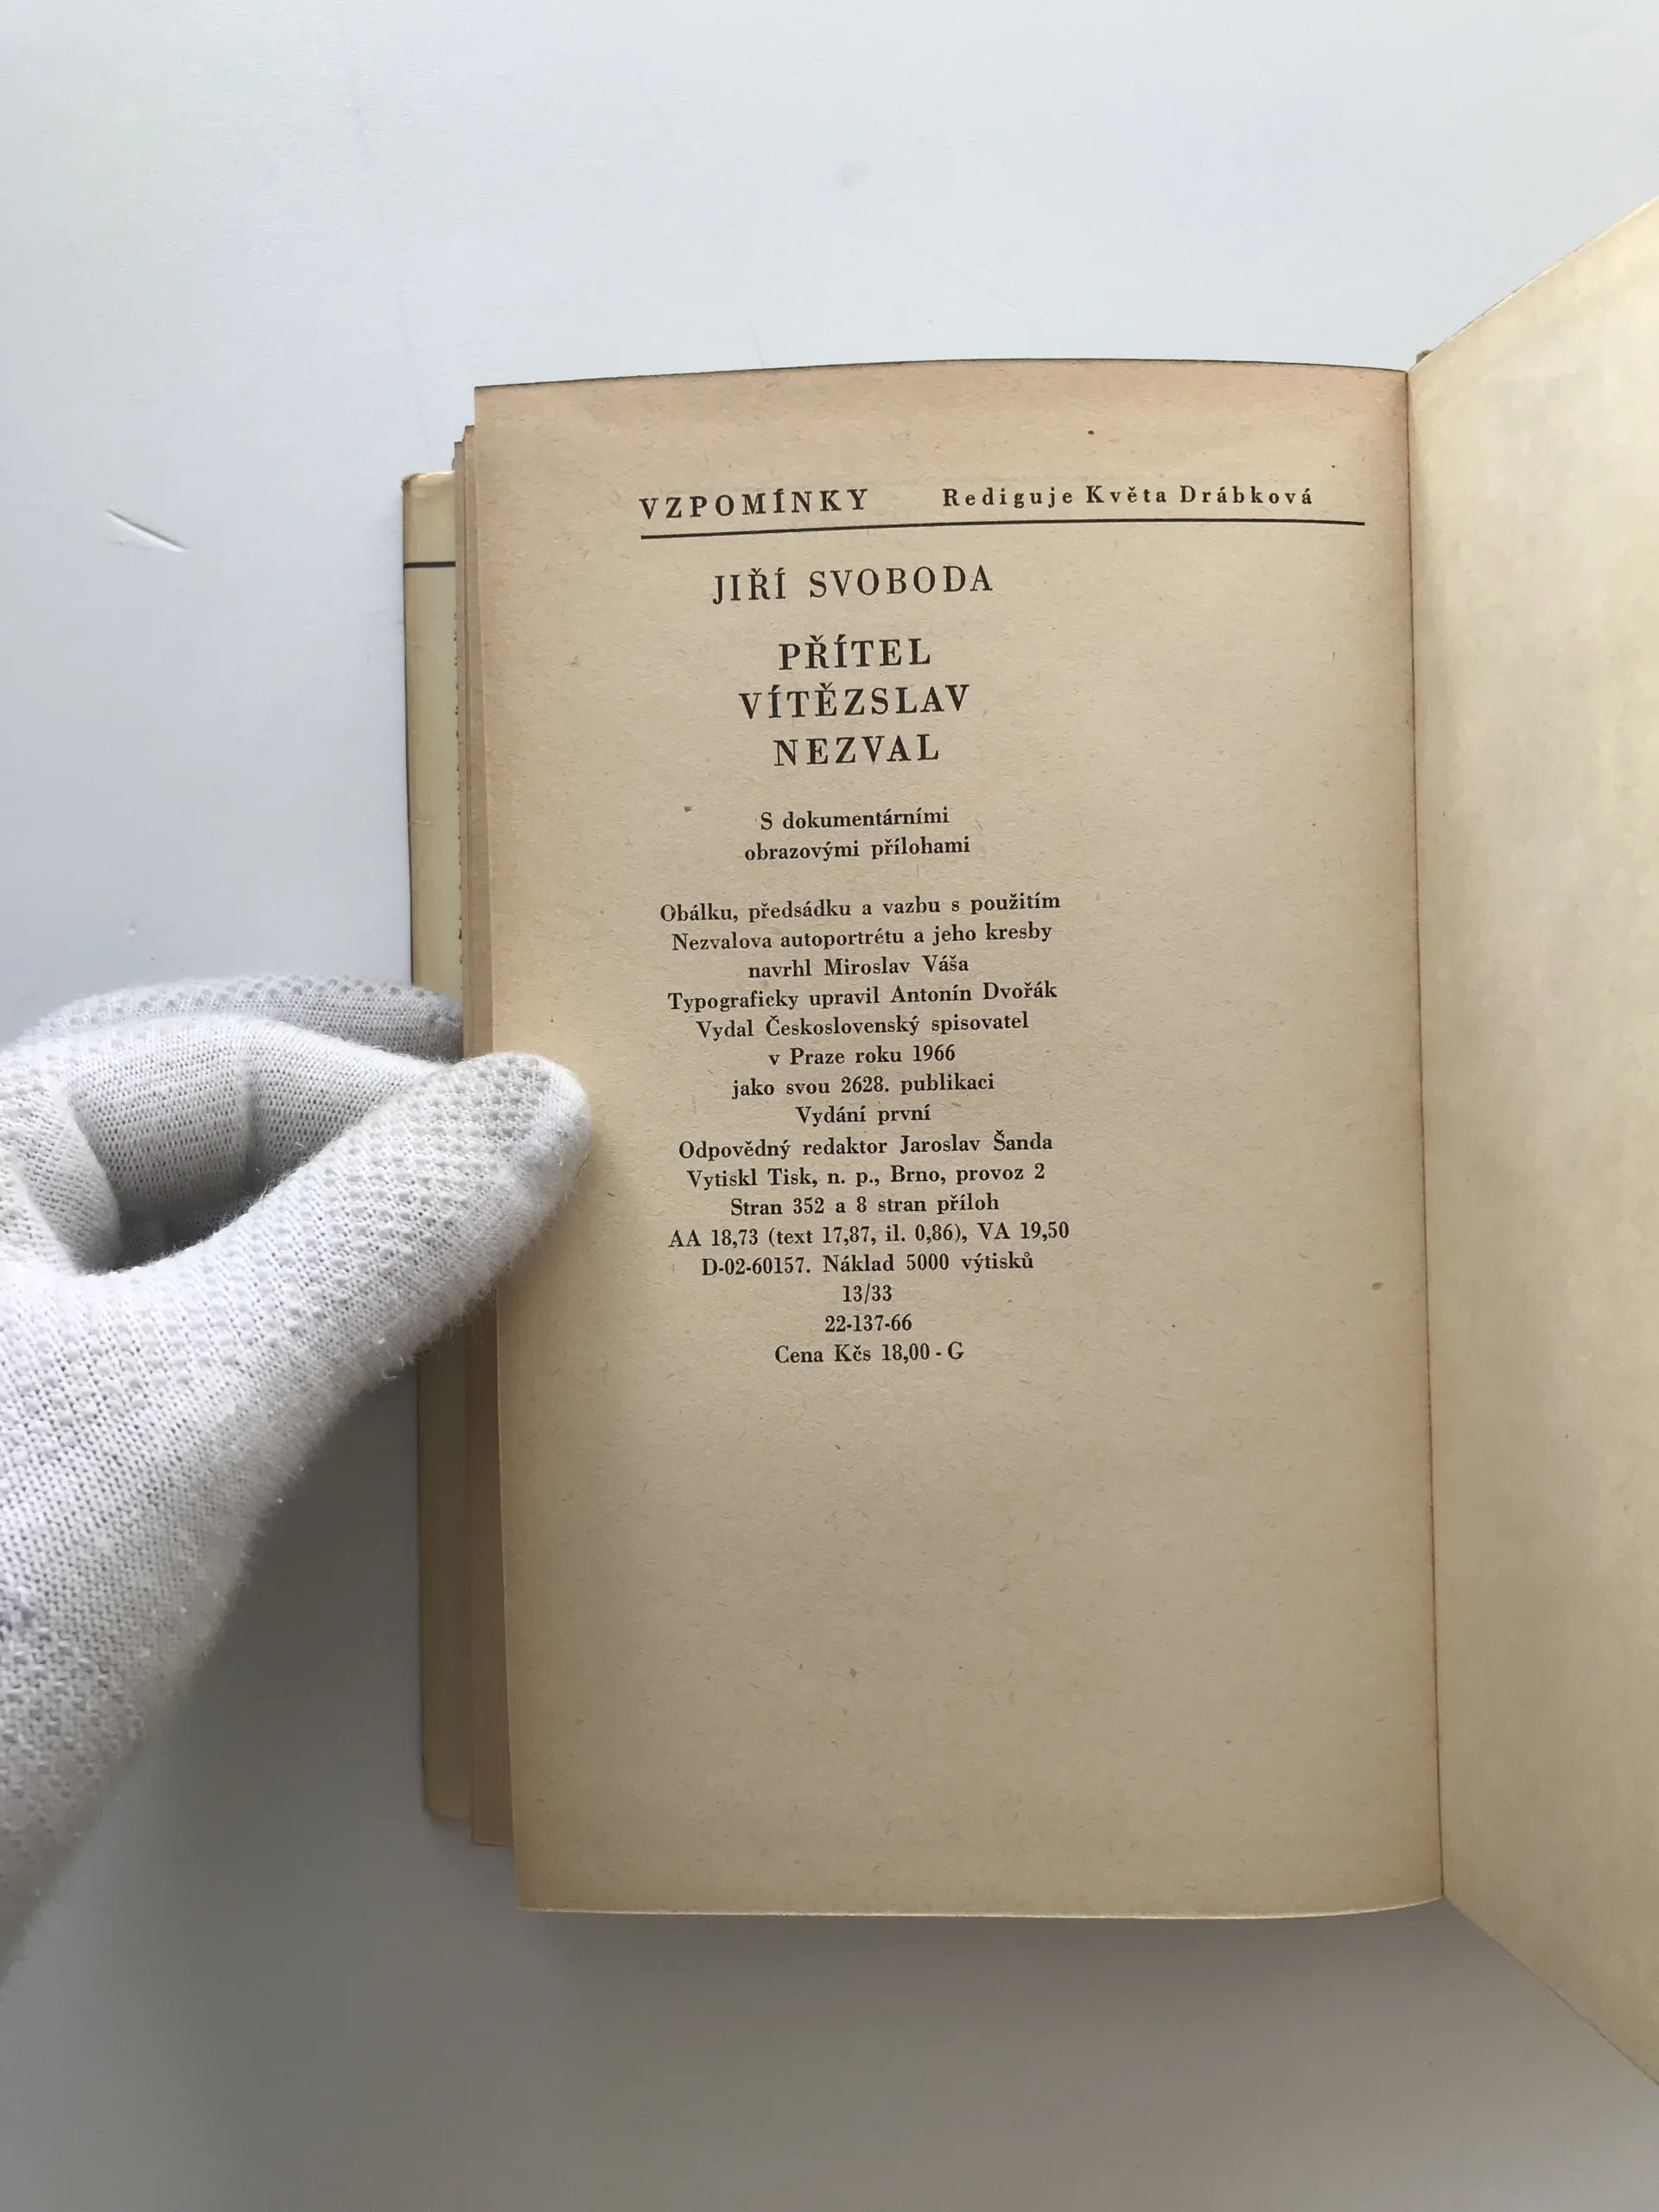 VZPOMÍNKY Rediguje Květa Drábková
JIŘÍ SVOBODA
PŘÍTEL
VÍTĚZSLAV
NEZVAL
S dokumentárními
obrazovými přílohami
Obálku, předsádku a vazbu s použitím
Nezvalova autoportrétu a jeho kresby
navrhl Miroslav Váša
Typograficky upravil Antonín Dvořák
Vydal Československý spisovatel
v Praze roku 1966
jako svou 2628. publikaci
Vydání první
Odpovědný redaktor Jaroslav Šanda
Vytiskl Tisk, n. p., Brno, provoz 2
Stran 352 a 8 stran příloh
AA 18,73 (text 17,87, il. 0,86), VA 19,50
D-02-60157. Náklad 5000 výtisků
13/33
22-137-66
Cena Kčs 18,00 - G